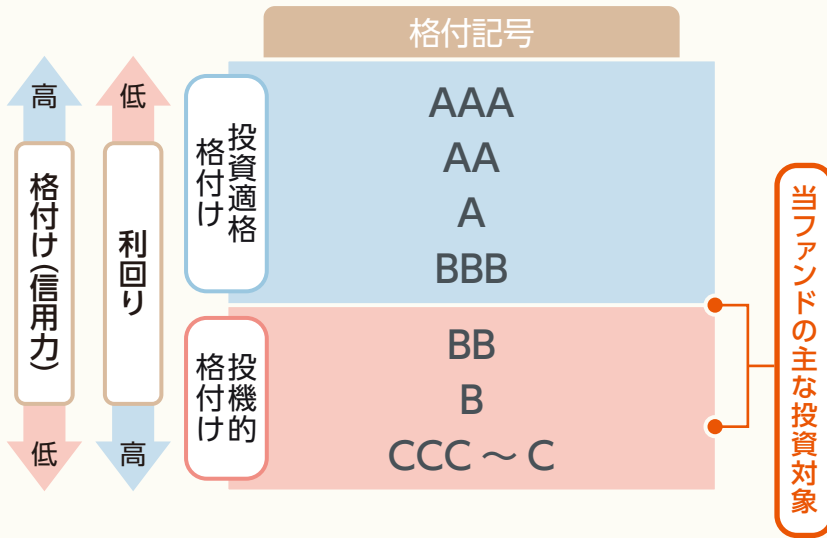 格付記号
高
格付け(信用力)
低
低
利回り
高
投資適格
格付け
AAA
AA
A
BBB
投機的
格付け
BB
B
CCC ～ C
当ファンドの主な投資対象